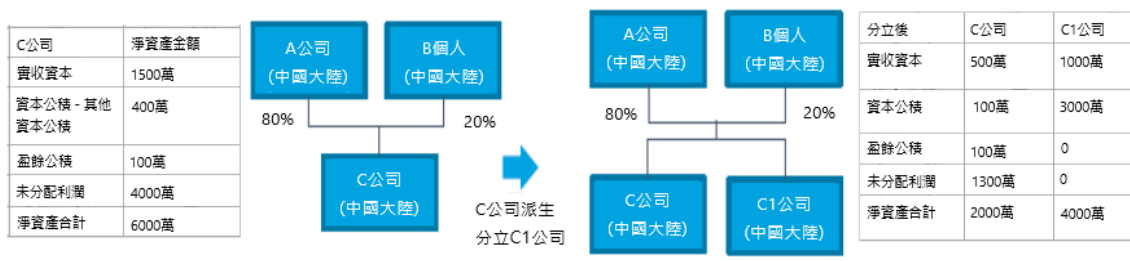 C公司 淨資產金額
實收資本 1500萬
資本公積 - 其他
資本公積 400萬
盈餘公積 100萬
未分配利潤 4000萬
淨資產合計 6000萬
A公司
(中國大陸)
B個人
(中國大陸)
80%
20%
C公司
(中國大陸)
C公司派生
分立C1公司
A公司
(中國大陸)
B個人
(中國大陸)
80%
20%
C公司
(中國大陸)
C1公司
(中國大陸)
分立後 C公司 C1公司
實收資本 500萬 1000萬
資本公積 100萬 3000萬
盈餘公積 100萬 0
未分配利潤 1300萬 0
淨資產合計 2000萬 4000萬